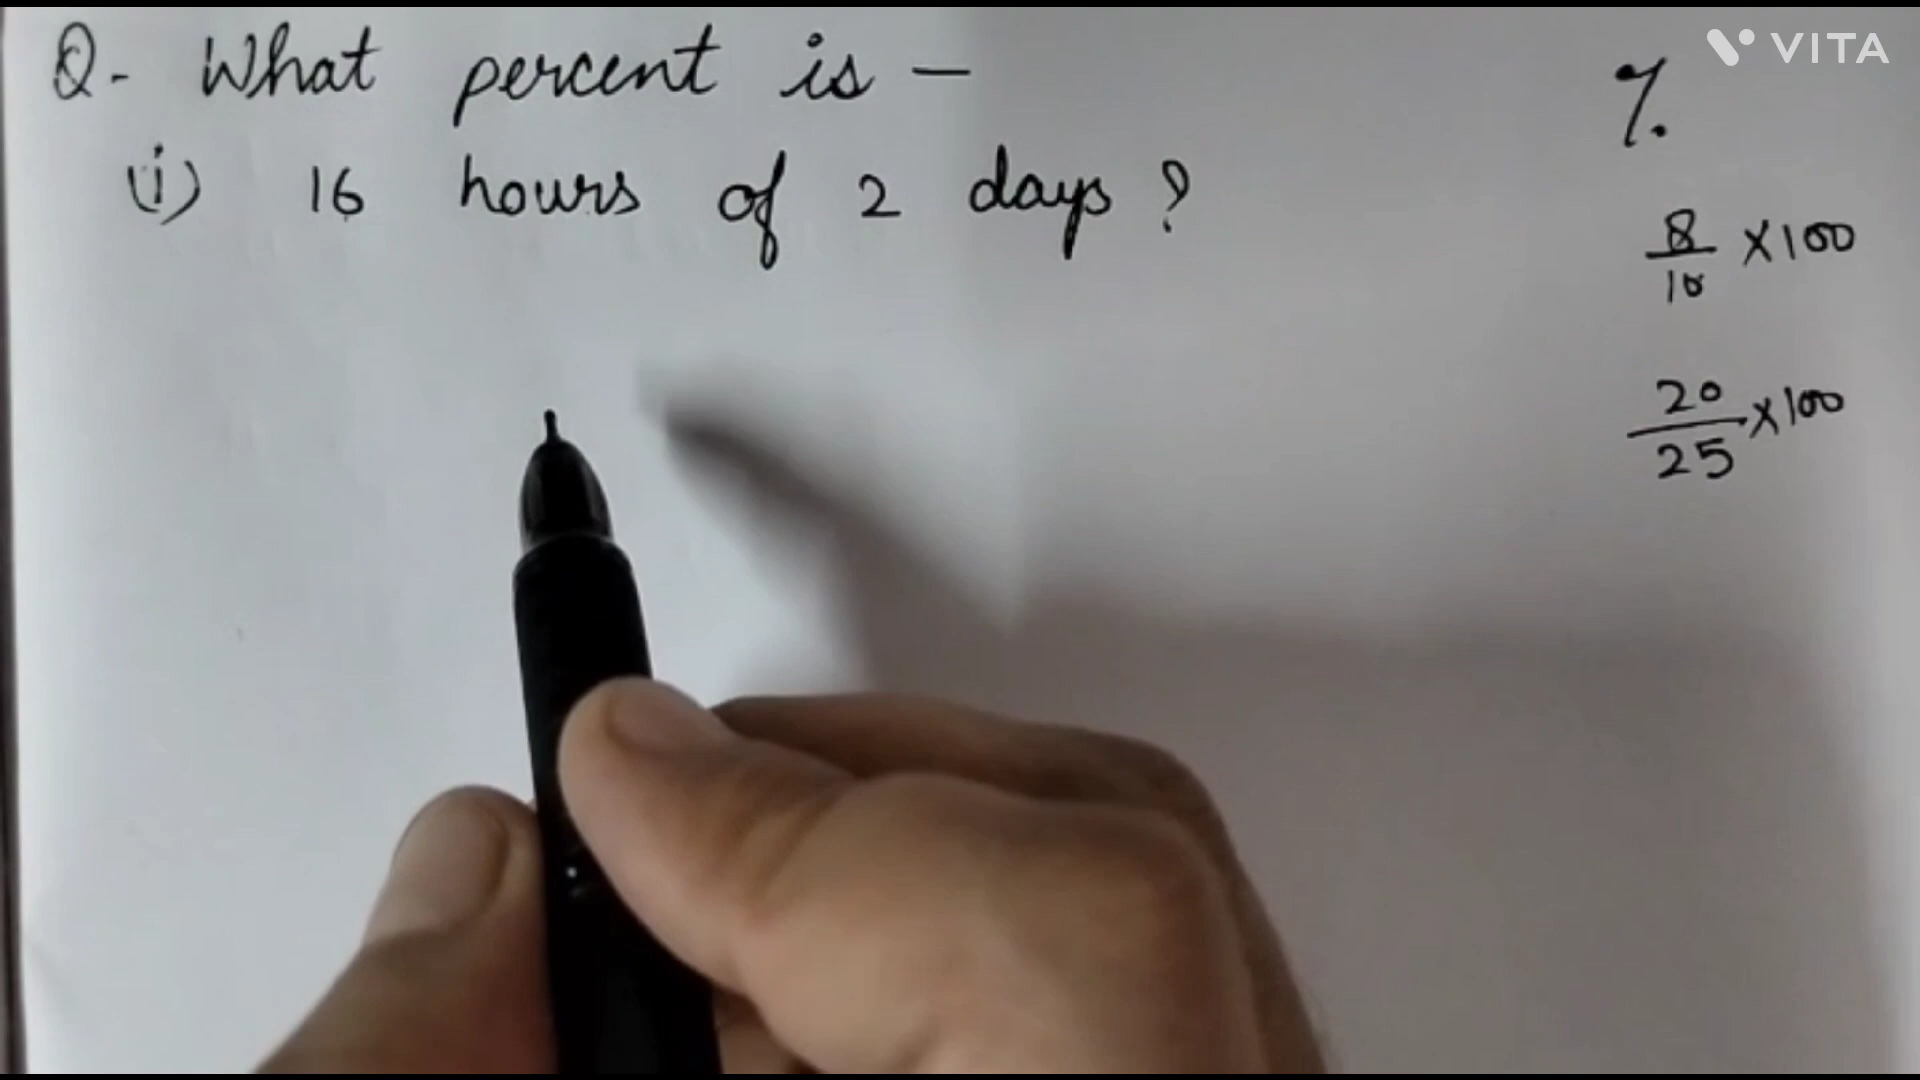 Q- What percent is –
(i) 16 hours of 2 days ?
%
8/10 ×100
20/25 ×100
VITA